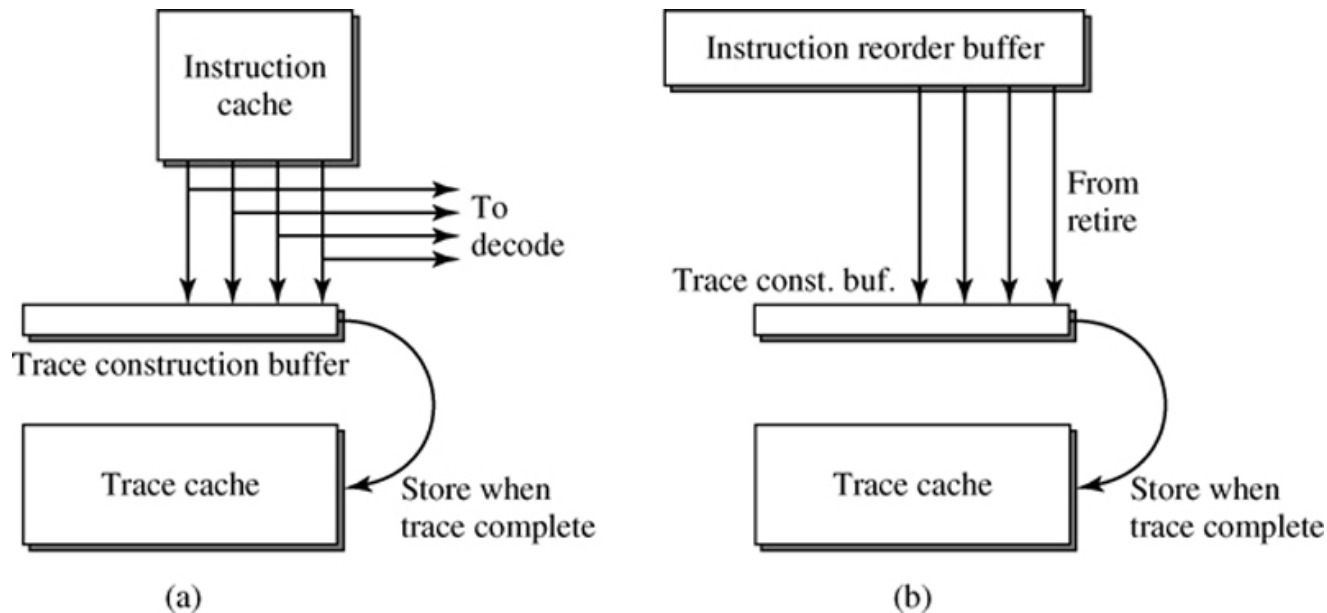 Instruction
cache
To
decode
Trace construction buffer
Trace cache
Store when
trace complete
(a)
Instruction reorder buffer
From
retire
Trace const. buf.
Trace cache
Store when
trace complete
(b)